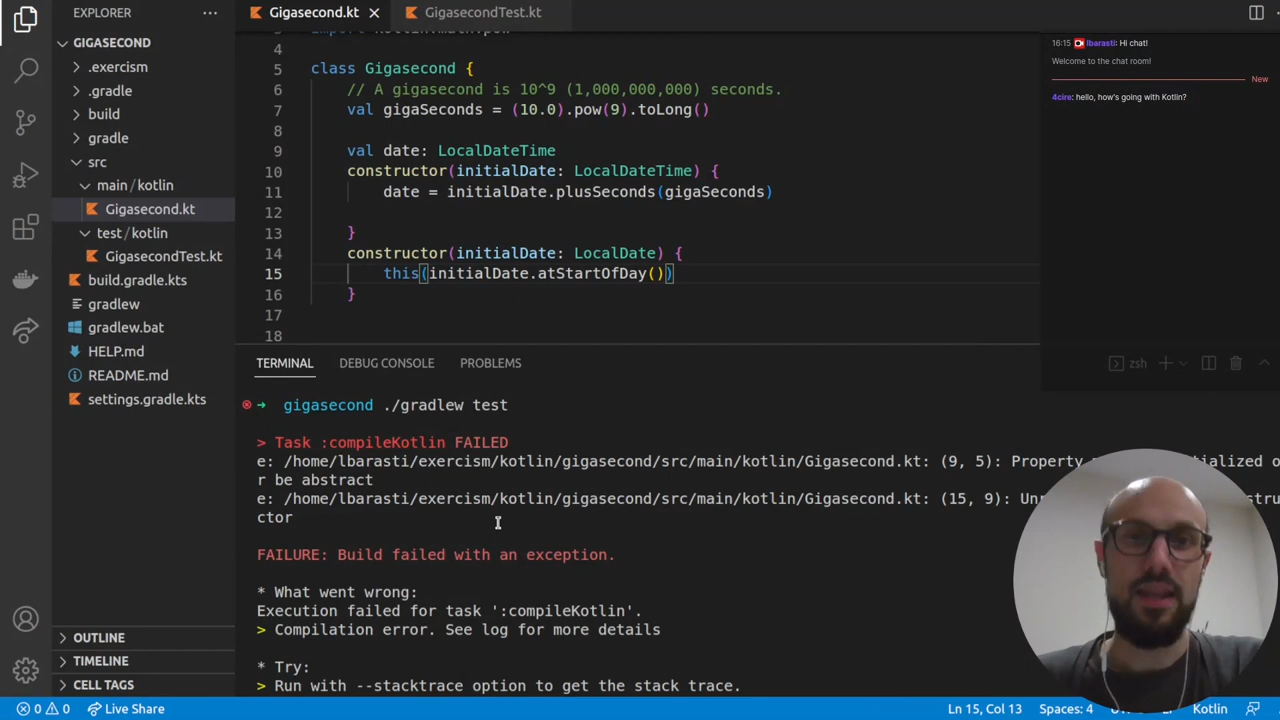 EXPLORER
GIGASECOND
.exercism
.gradle
build
gradle
src
main/kotlin
Gigasecond.kt
test/kotlin
GigasecondTest.kt
build.gradle.kts
gradlew
gradlew.bat
HELP.md
README.md
settings.gradle.kts
OUTLINE
TIMELINE
CELL TAGS
Gigasecond.kt
GigasecondTest.kt
4
5 class Gigasecond {
6 // A gigasecond is 10^9 (1,000,000,000) seconds.
7 val gigaSeconds = (10.0).pow(9).toLong()
8
9 val date: LocalDateTime
10 constructor(initialDate: LocalDateTime) {
11 date = initialDate.plusSeconds(gigaSeconds)
12
13 }
14 constructor(initialDate: LocalDate) {
15 this(initialDate.atStartOfDay())
16 }
17
18
16:15 lbarasti: Hi chat!
Welcome to the chat room!
New
4cire: hello, how's going with Kotlin?
TERMINAL
DEBUG CONSOLE
PROBLEMS
zsh
gigasecond ./gradlew test
> Task :compileKotlin FAILED
e: /home/lbarasti/exercism/kotlin/gigasecond/src/main/kotlin/Gigasecond.kt: (9, 5): Property
r be abstract
e: /home/lbarasti/exercism/kotlin/gigasecond/src/main/kotlin/Gigasecond.kt: (15, 9):
ctor
FAILURE: Build failed with an exception.
* What went wrong:
Execution failed for task ':compileKotlin'.
> Compilation error. See log for more details
* Try:
> Run with --stacktrace option to get the stack trace.
0 0 Live Share
Ln 15, Col 13
Spaces: 4
Kotlin